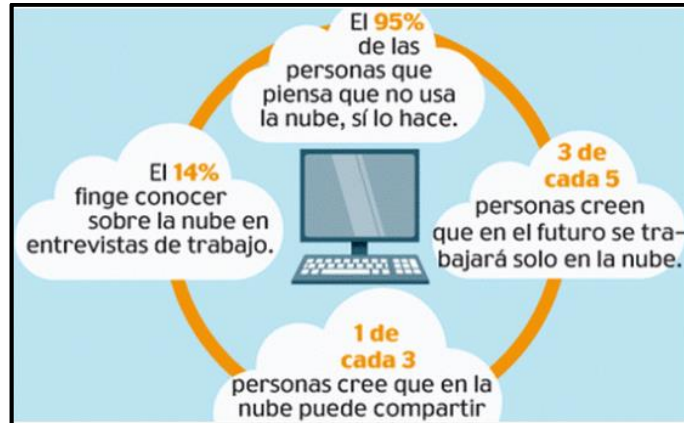 El 95%
de las
personas que
piensa que no usa
la nube, sí lo hace.
El 14%
finge conocer
sobre la nube en
entrevistas de trabajo.
3 de
cada 5
personas creen
que en el futuro se tra-
bajará solo en la nube.
1 de
cada 3
personas cree que en la
nube puede compartir